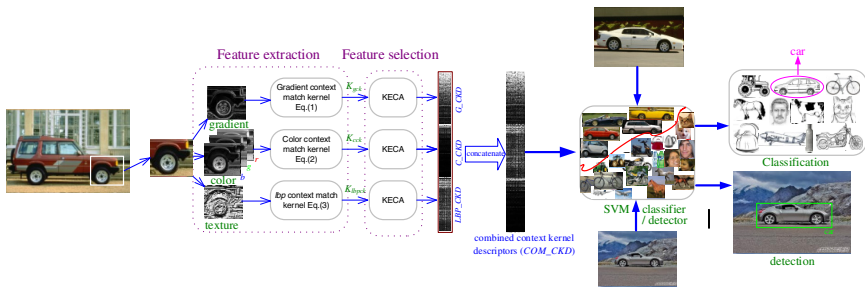 Feature extraction
Feature selection
car
Gradient context
match kernel
Eq.(1)
K_gck
KECA
G_CKD
gradient
Color context
match kernel
Eq.(2)
K_cck
KECA
C_CKD
r
g
b
color
lbp context match
kernel Eq.(3)
K_lbpck
KECA
LBP_CKD
texture
concatenate
combined context kernel
descriptors (COM_CKD)
SVM classifier
/ detector
Classification
detection